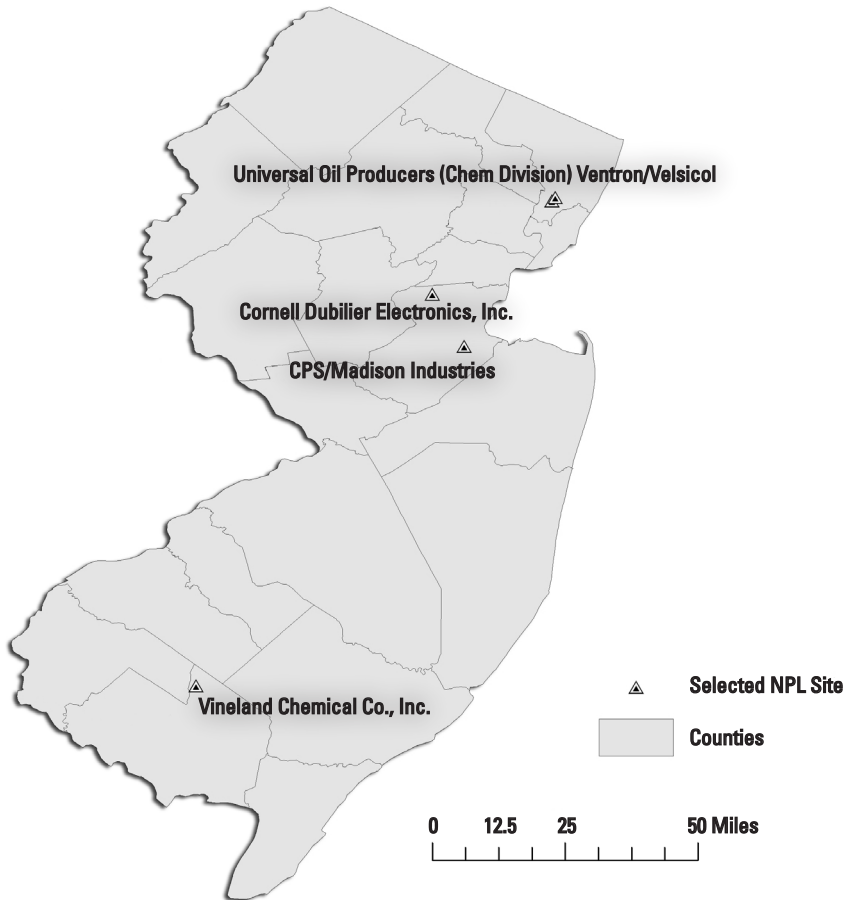 Universal Oil Producers (Chem Division) Ventron/Velsicol
Cornell Dubilier Electronics, Inc.
CPS/Madison Industries
Vineland Chemical Co., Inc.
Selected NPL Site
Counties
0 12.5 25 50 Miles